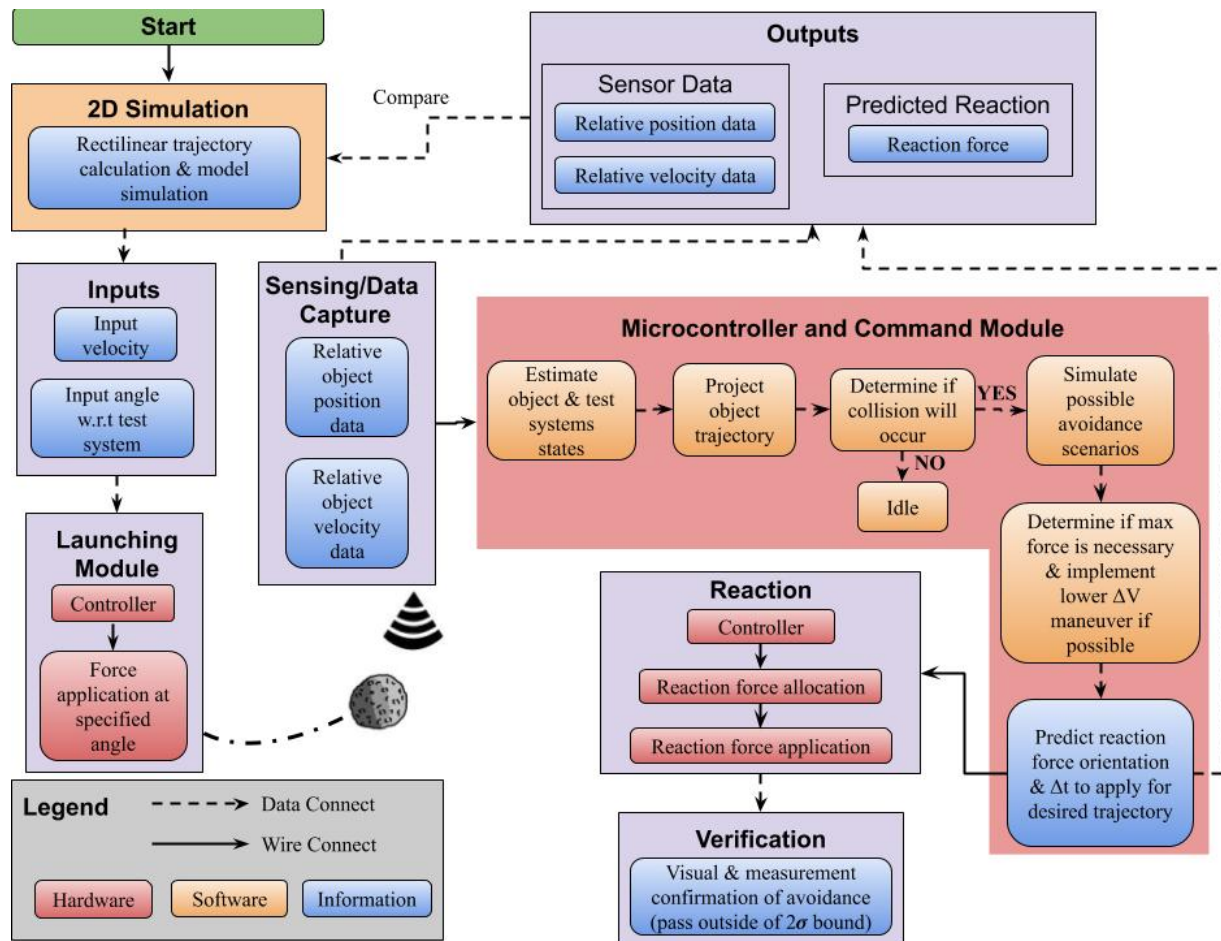 Start
2D Simulation
Rectilinear trajectory
calculation & model
simulation
Compare
Outputs
Sensor Data
Relative position data
Relative velocity data
Predicted Reaction
Reaction force
Inputs
Input
velocity
Input angle
w.r.t test
system
Launching
Module
Controller
Force
application at
specified
angle
Sensing/Data
Capture
Relative
object
position
data
Relative
object
velocity
data
Microcontroller and Command Module
Estimate
object & test
systems
states
Project
object
trajectory
Determine if
collision will
occur
YES
NO
Idle
Simulate
possible
avoidance
scenarios
Determine if max
force is necessary
& implement
lower ΔV
maneuver if
possible
Predict reaction
force orientation
& Δt to apply for
desired trajectory
Reaction
Controller
Reaction force allocation
Reaction force application
Verification
Visual & measurement
confirmation of avoidance
(pass outside of 2σ bound)
Legend
Data Connect
Wire Connect
Hardware
Software
Information